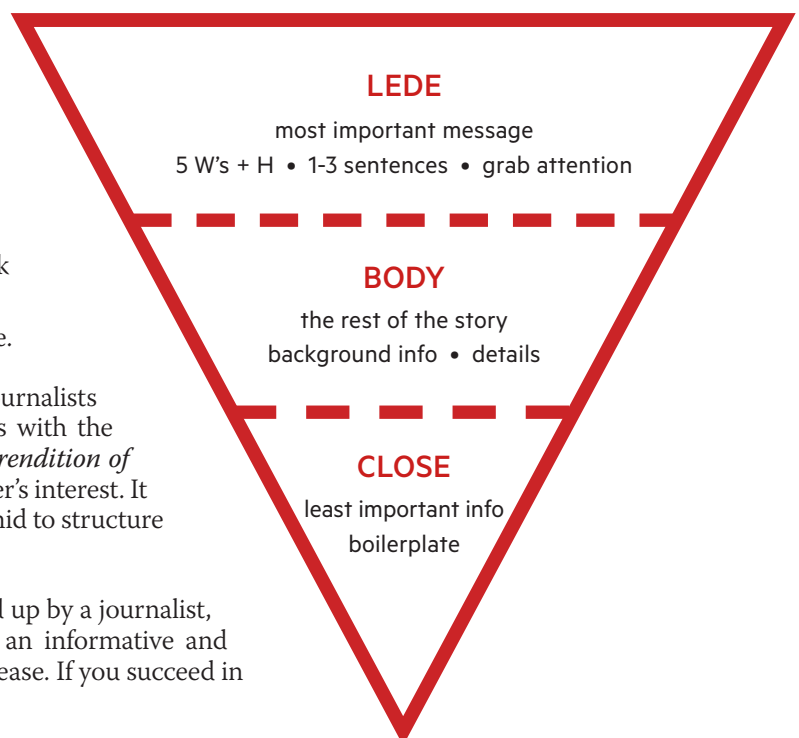 LEDE
most important message
5 W's + H • 1-3 sentences • grab attention
BODY
the rest of the story
background info • details
CLOSE
least important info
boilerplate
k
e.
urnalists
s with the
rendition of
er's interest. It
mid to structure
d up by a journalist,
an informative and
ease. If you succeed in